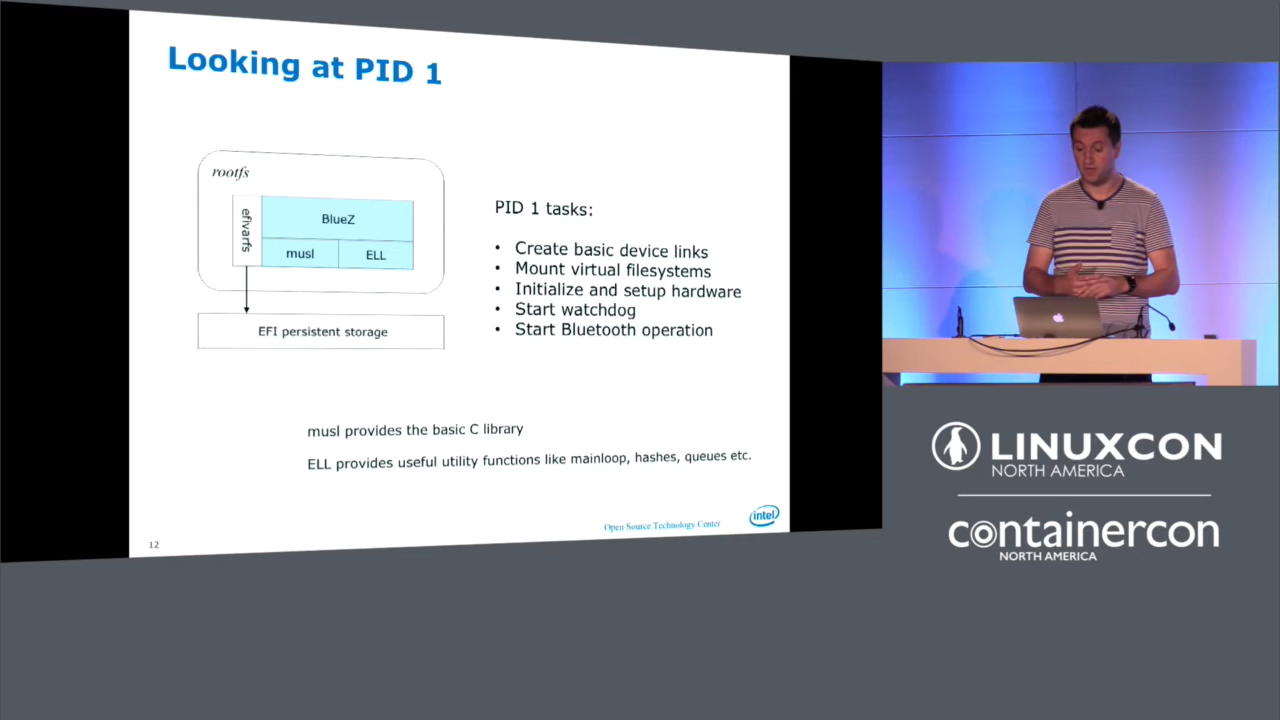 Looking at PID 1
rootfs
efivarfs
BlueZ
musl
ELL
EFI persistent storage
PID 1 tasks:
• Create basic device links
• Mount virtual filesystems
• Initialize and setup hardware
• Start watchdog
• Start Bluetooth operation
musl provides the basic C library
ELL provides useful utility functions like mainloop, hashes, queues etc.
Open Source Technology Center
intel
12
LINUXCON
NORTH AMERICA
containercon
NORTH AMERICA